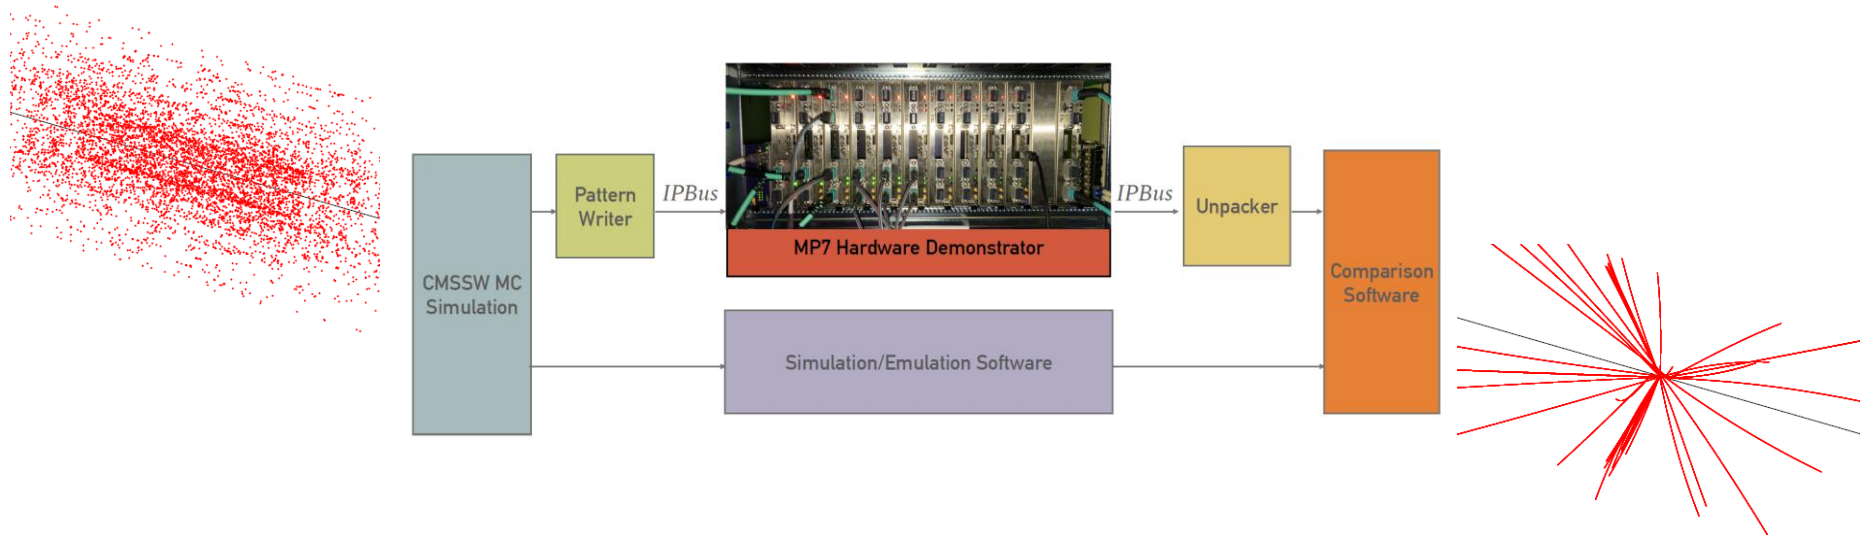 CMSSW MC
Simulation
Pattern
Writer
IPBus
MP7 Hardware Demonstrator
IPBus
Unpacker
Simulation/Emulation Software
Comparison
Software